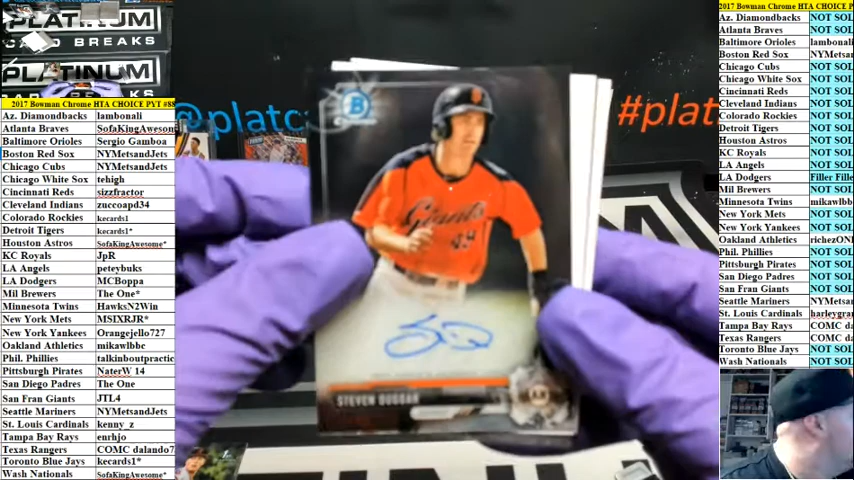 PLATINUM
CARD BREAKS
PLATINUM
2017 Bowman Chrome HTA CHOICE PYT #88
Az. Diamondbacks lambonali
Atlanta Braves SofaKingAweson
Baltimore Orioles Sergio Gamboa
Boston Red Sox NYMetsandJets
Chicago Cubs NYMetsandJets
Chicago White Sox tehigh
Cincinnati Reds sizzfractor
Cleveland Indians zuccoapd34
Colorado Rockies kecards1
Detroit Tigers kecards1*
Houston Astros SofaKingAwesome*
KC Royals JpR
LA Angels peteybuks
LA Dodgers MCBoppa
Mil Brewers The One*
Minnesota Twins HawksN2Win
New York Mets MSIXRJR*
New York Yankees Orangejello727
Oakland Athletics mikawlbbc
Phil. Phillies talkinboutpractic
Pittsburgh Pirates NaterW 14
San Diego Padres The One
San Fran Giants JTL4
Seattle Mariners NYMetsandJets
St. Louis Cardinals kenny_z
Tampa Bay Rays enrhjo
Texas Rangers COMC dalando7
Toronto Blue Jays kecards1*
Wash Nationals SofaKingAwesome*
@platc
#plat
B
Giants
49
STEVEN DUGGAR
2017 Bowman Chrome HTA CHOICE P
Az. Diamondbacks NOT SOL
Atlanta Braves NOT SOL
Baltimore Orioles lambonali
Boston Red Sox NYMetsan
Chicago Cubs NOT SOL
Chicago White Sox NOT SOL
Cincinnati Reds NOT SOL
Cleveland Indians NOT SOL
Colorado Rockies NOT SOL
Detroit Tigers NOT SOL
Houston Astros NOT SOL
KC Royals NOT SOL
LA Angels NOT SOL
LA Dodgers Filler Fille
Mil Brewers NOT SOL
Minnesota Twins mikawlbb
New York Mets NOT SOL
New York Yankees NOT SOL
Oakland Athletics richezON
Phil. Phillies NOT SOL
Pittsburgh Pirates NOT SOL
San Diego Padres NOT SOL
San Fran Giants NOT SOL
Seattle Mariners NYMetsar
St. Louis Cardinals harleygran
Tampa Bay Rays COMC da
Texas Rangers COMC da
Toronto Blue Jays NOT SOL
Wash Nationals NOT SOL